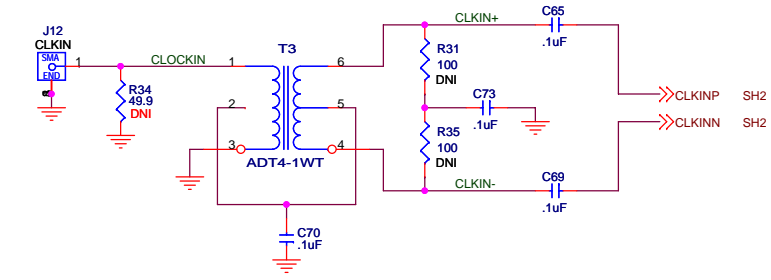 J12
CLKIN
SMA
END
1
CLOCKIN
R34
49.9
DNI
T3
1
2
3
6
5
4
ADT4-1WT
C70
.1uF
CLKIN+
C65
.1uF
R31
100
DNI
C73
.1uF
R35
100
DNI
CLKIN-
C69
.1uF
CLKINP SH2
CLKINN SH2